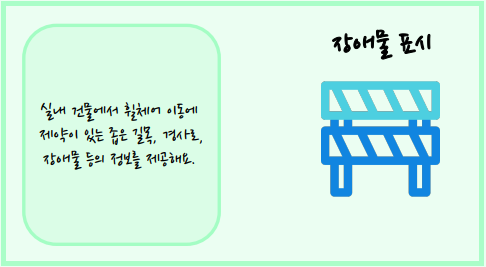 장애물 표시
실내 건물에서 휠체어 이동에
제약이 있는 좁은 길목, 경사로,
장애물 등의 정보를 제공해요.